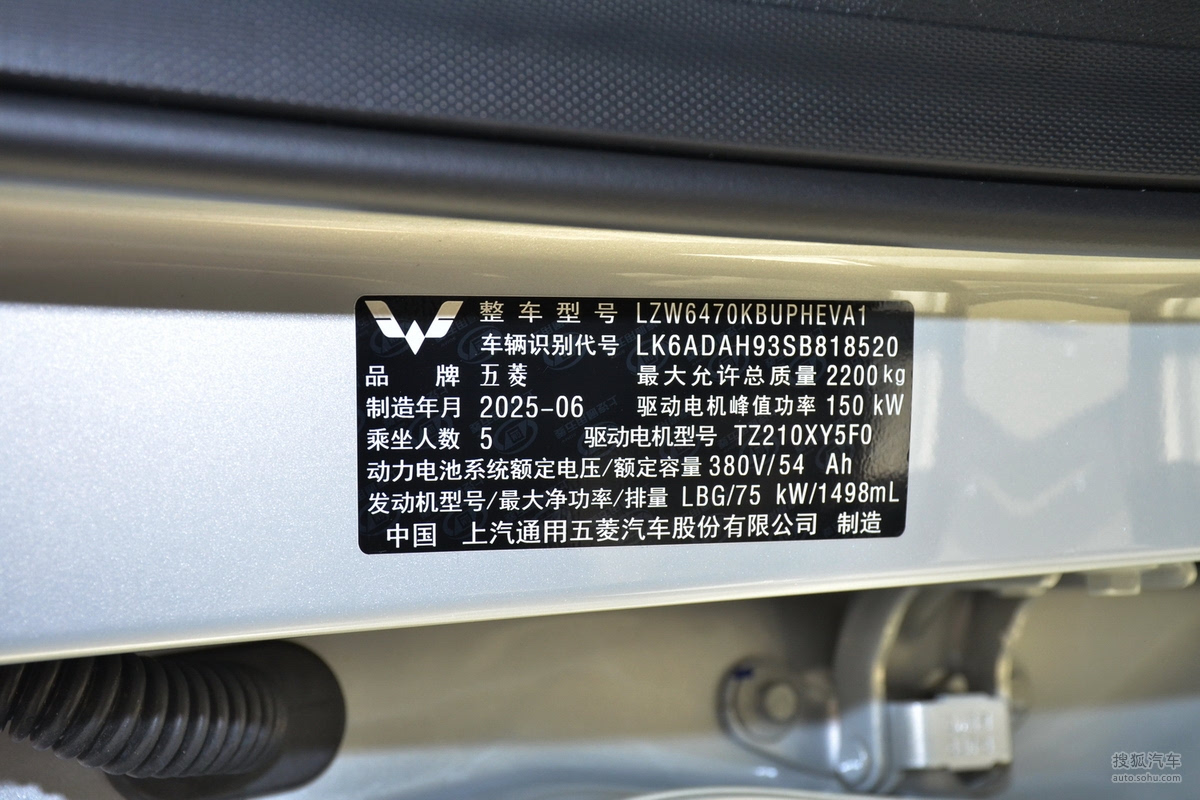 整车型号 LZW6470KBUPHEVA1
车辆识别代号 LK6ADAH93SB818520
品 牌 五菱 最大允许总质量 2200kg
制造年月 2025-06 驱动电机峰值功率 150 kW
乘坐人数 5 驱动电机型号 TZ210XY5F0
动力电池系统额定电压/额定容量 380V/54 Ah
发动机型号/最大净功率/排量 LBG/75 kW/1498mL
中国 上汽通用五菱汽车股份有限公司 制造
搜狐汽车
auto.sohu.com